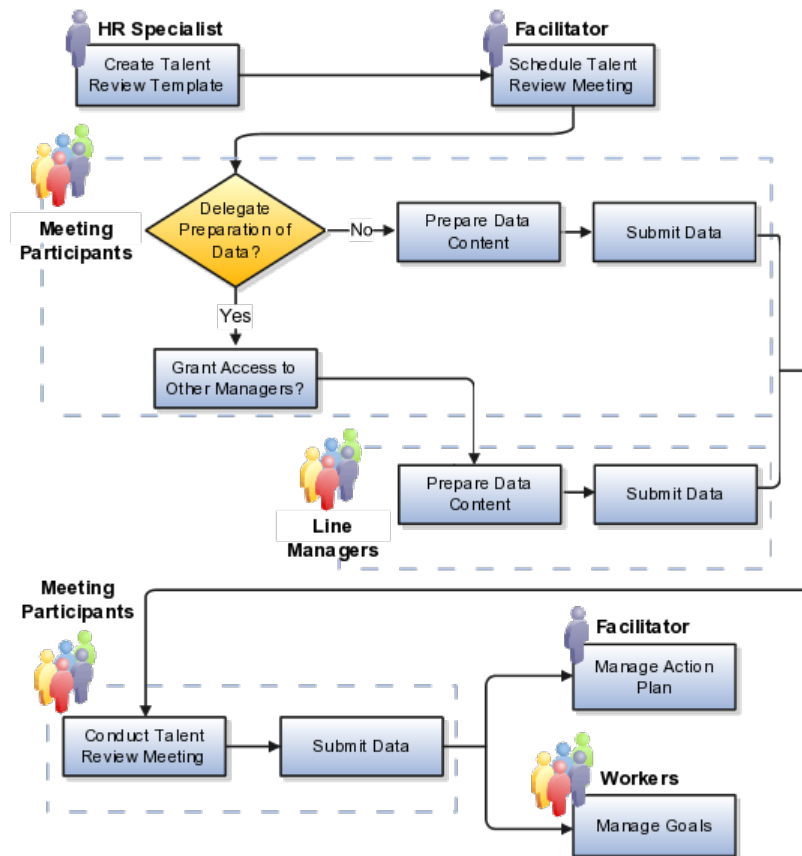 HR Specialist
Create Talent
Review Template
Facilitator
Schedule Talent
Review Meeting
Meeting
Participants
Delegate
Preparation of
Data?
No
Prepare Data
Content
Submit Data
Yes
Grant Access to
Other Managers?
Line
Managers
Prepare Data
Content
Submit Data
Meeting
Participants
Conduct Talent
Review Meeting
Submit Data
Facilitator
Manage Action
Plan
Workers
Manage Goals